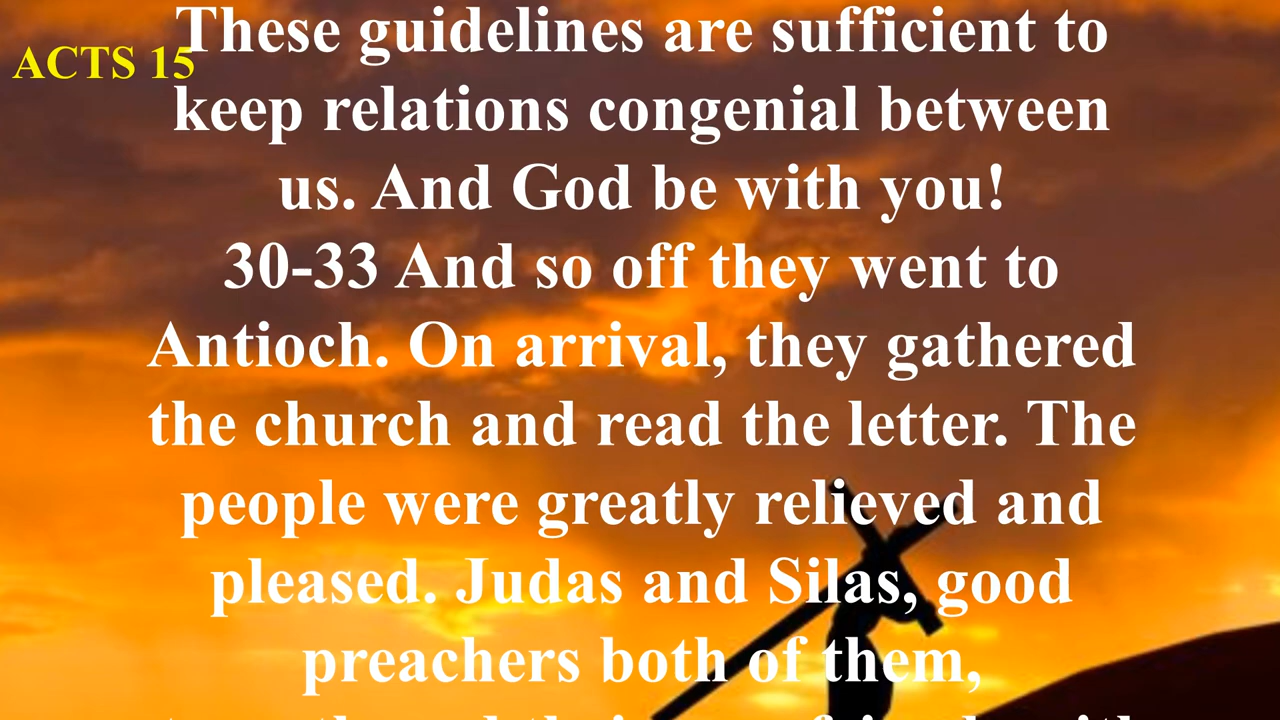 These guidelines are sufficient to
ACTS 15
keep relations congenial between
us. And God be with you!
30-33 And so off they went to
Antioch. On arrival, they gathered
the church and read the letter. The
people were greatly relieved and
pleased. Judas and Silas, good
preachers both of them,